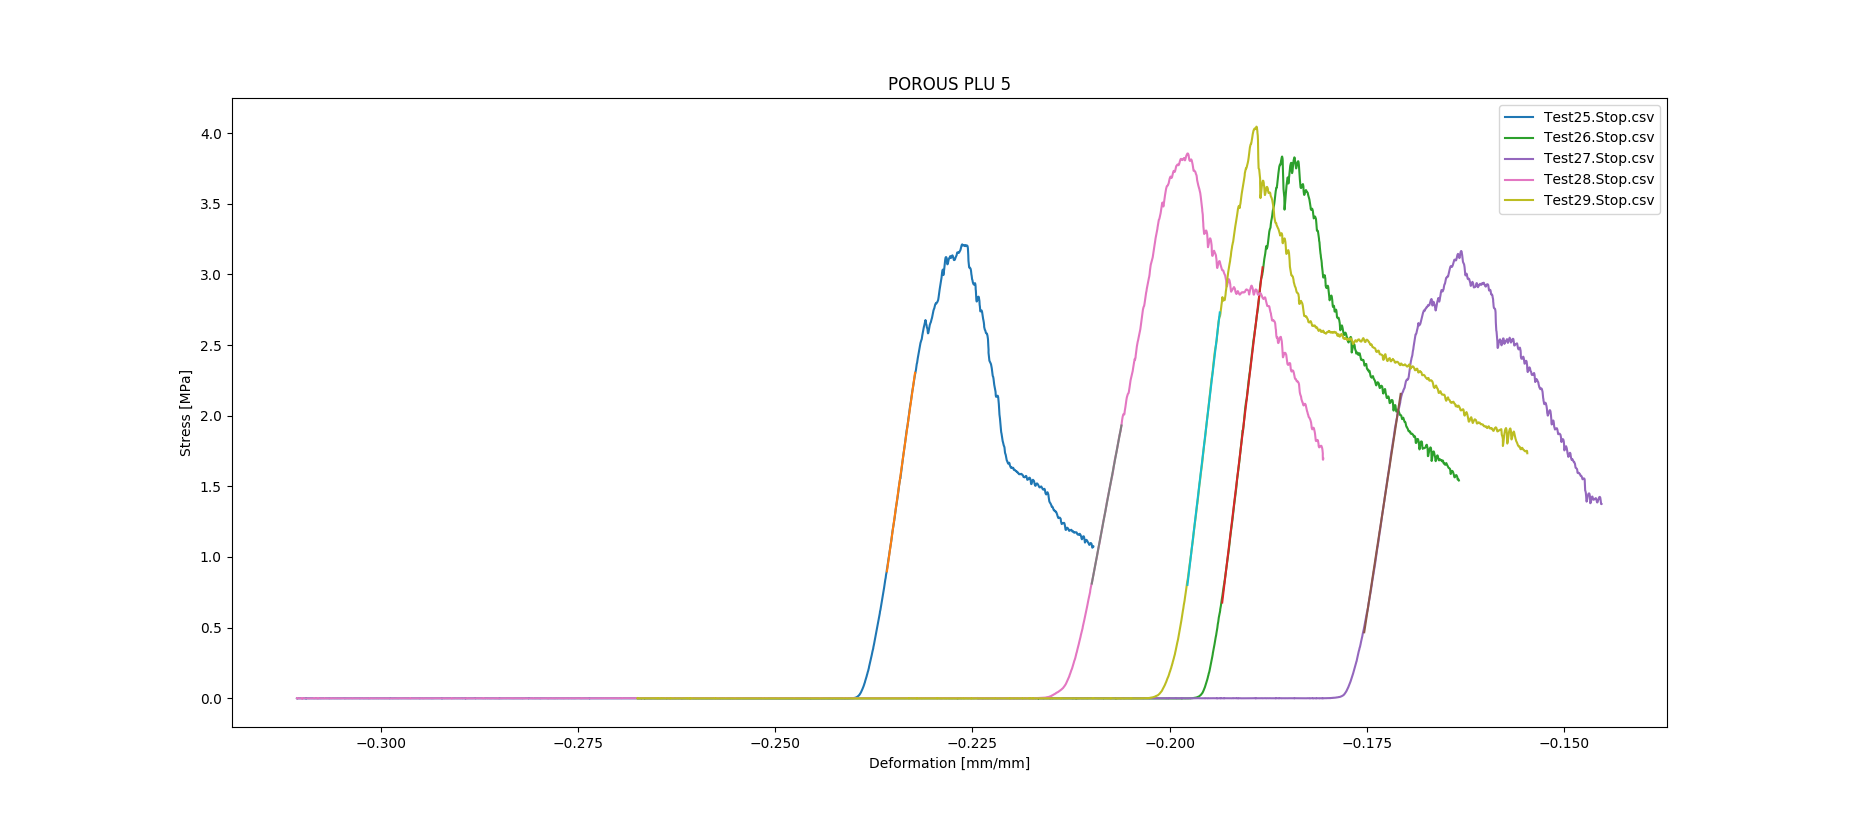 POROUS PLU 5
Test25.Stop.csv
Test26.Stop.csv
Test27.Stop.csv
Test28.Stop.csv
Test29.Stop.csv
Stress [MPa]
4.0
3.5
3.0
2.5
2.0
1.5
1.0
0.5
0.0
−0.300 −0.275 −0.250 −0.225 −0.200 −0.175 −0.150
Deformation [mm/mm]